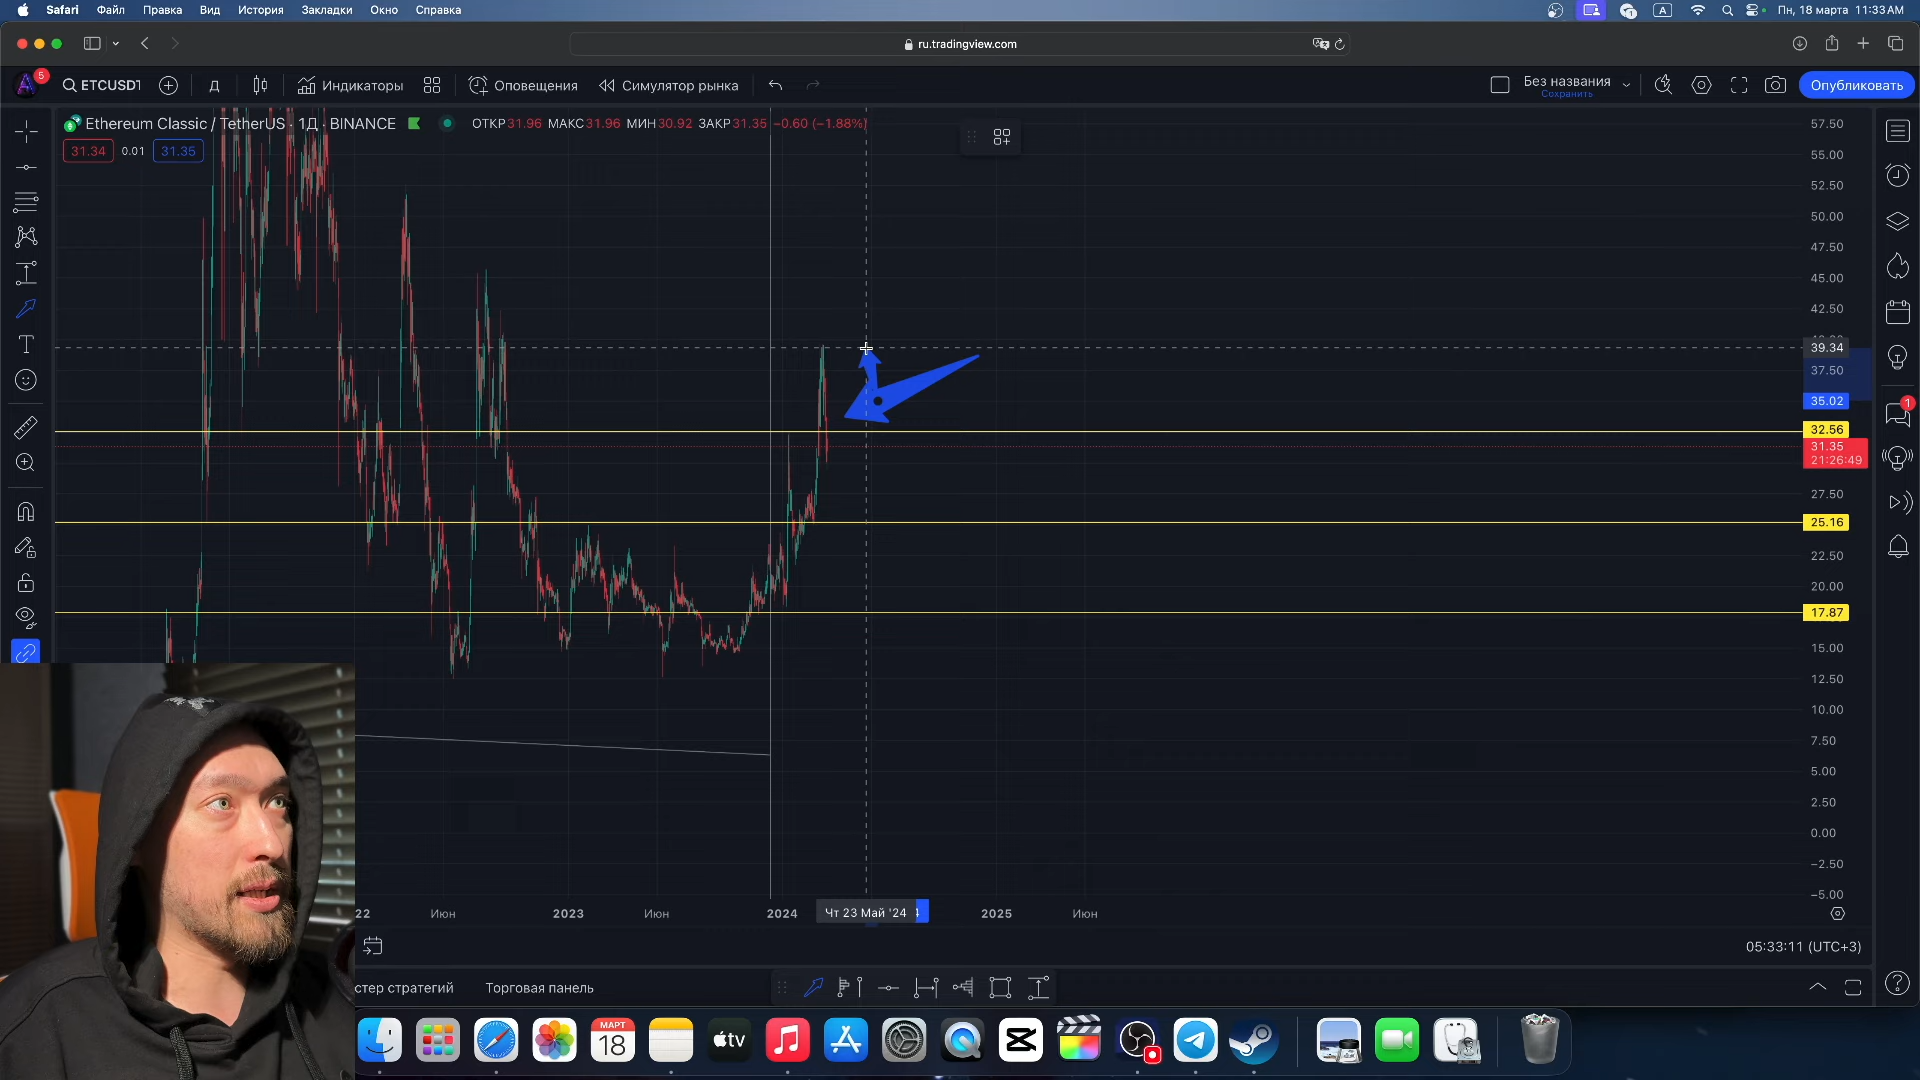 Safari Файл Правка Вид История Закладки Окно Справка
A Пн, 18 марта 11:33 AM
ru.tradingview.com
5 ETCUSDT Д Индикаторы Оповещения Симулятор рынка Без названия Сохранить Опубликовать
Ethereum Classic / TetherUS · 1Д · BINANCE ОТКР31.96 МАКС31.96 МИН30.92 ЗАКР31.35 −0.60 (−1.88%)
31.34 0.01 31.35
57.50
55.00
52.50
50.00
47.50
45.00
42.50
39.34
37.50
35.02
32.56
31.35
21:26:49
27.50
25.16
22.50
20.00
17.87
15.00
12.50
10.00
7.50
5.00
2.50
0.00
−2.50
−5.00
22 Июн 2023 Июн 2024 Чт 23 Май '24 4 2025 Июн
05:33:11 (UTC+3)
стер стратегий Торговая панель
МАРТ
18
tv
1
1